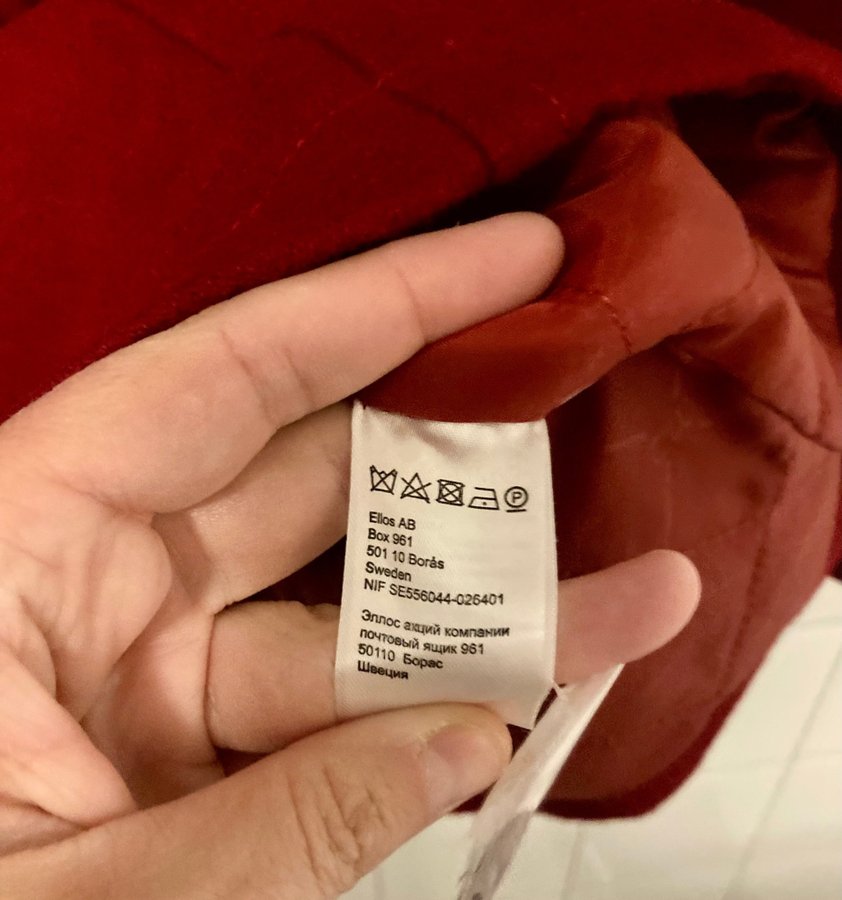 P
Ellos AB
Box 961
501 10 Borås
Sweden
NIF SE556044-026401
Эллос акций компании
почтовый ящик 961
50110 Борас
Швеция